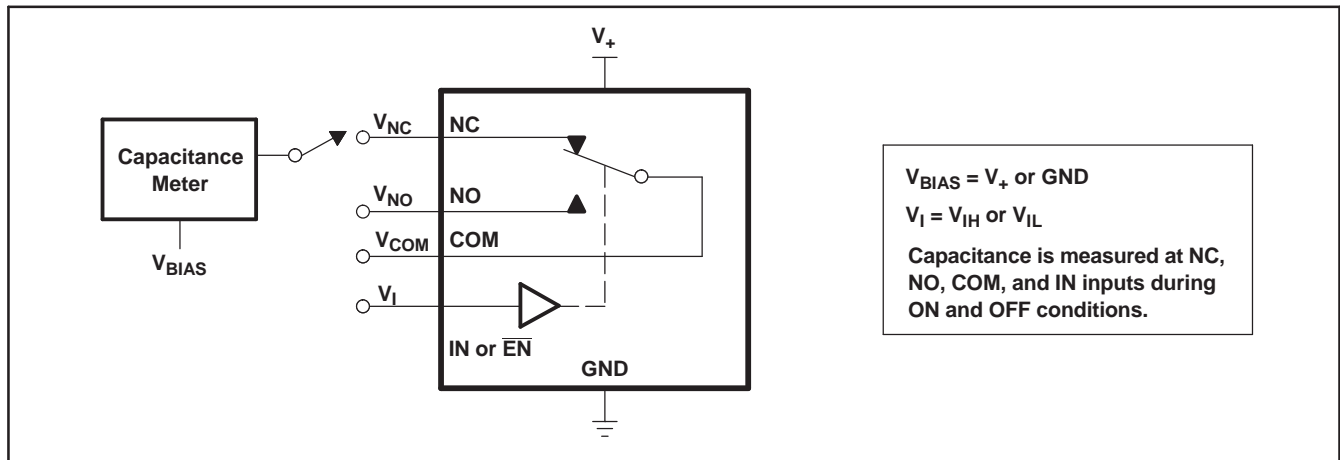 V+
Capacitance
Meter
VBIAS
VNC
NC
VNO
NO
VCOM
COM
VI
IN or E̅N̅
GND
VBIAS = V+ or GND
VI = VIH or VIL
Capacitance is measured at NC,
NO, COM, and IN inputs during
ON and OFF conditions.